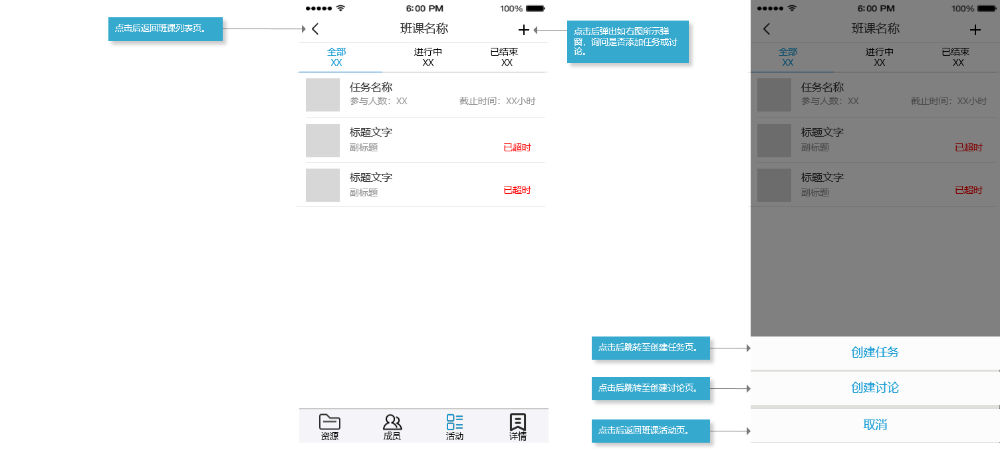 点击后返回班课列表页。
6:00 PM
100%
班课名称
全部
XX
进行中
XX
已结束
XX
任务名称
参与人数：XX
截止时间：XX小时
标题文字
副标题
已超时
标题文字
副标题
已超时
资源
成员
活动
详情
点击后弹出如右图所示弹
窗，询问是否添加任务或讨
论。
6:00 PM
100%
班课名称
全部
XX
进行中
XX
已结束
XX
任务名称
参与人数：XX
截止时间：XX小时
标题文字
副标题
已超时
标题文字
副标题
已超时
点击后跳转至创建任务页。
创建任务
点击后跳转至创建讨论页。
创建讨论
点击后返回班课活动页。
取消